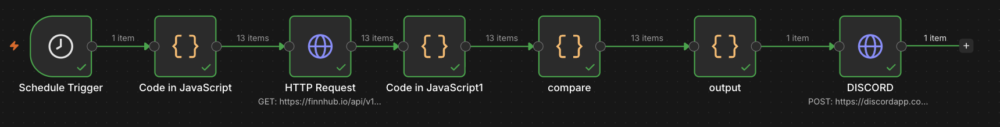 1 item
13 items
13 items
13 items
13 items
1 item
1 item
{ }
{ }
{ }
{ }
+
Schedule Trigger
Code in JavaScript
HTTP Request
Code in JavaScript1
compare
output
DISCORD
GET: https://finnhub.io/api/v1...
POST: https://discordapp.co...